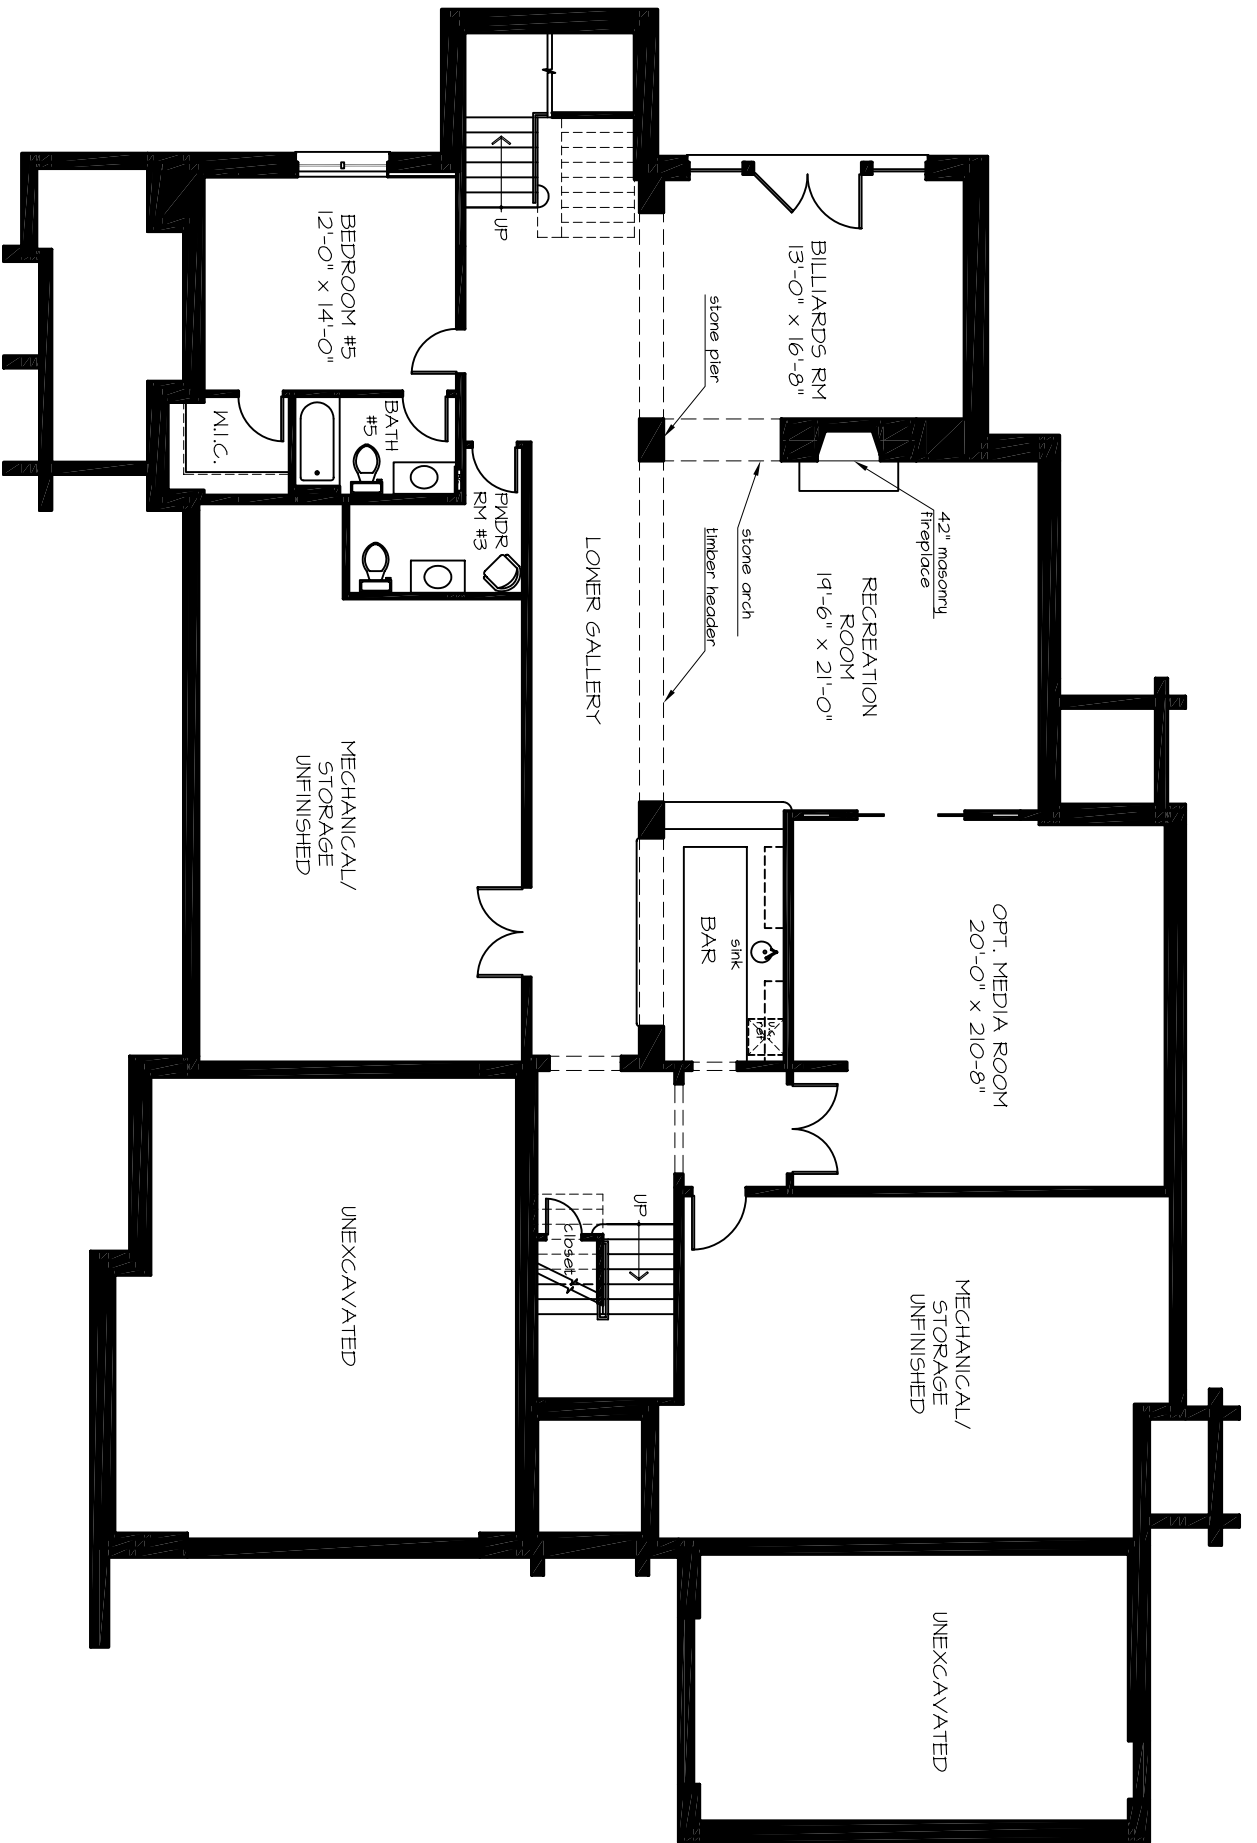 OPT. MEDIA ROOM
20'-0" x 210-8"
MECHANICAL/
STORAGE
UNFINISHED
UNEXCAVATED
BILLIARDS RM
13'-0" x 16'-8"
42" masonry
fireplace
RECREATION
ROOM
19'-6" x 21'-0"
stone pier
stone arch
timber header
sink
BAR
u.c.
ref.
UP
closet
LOWER GALLERY
UP
PWDR
RM #3
BATH
#5
BEDROOM #5
12'-0" x 14'-0"
W.I.C.
MECHANICAL/
STORAGE
UNFINISHED
UNEXCAVATED